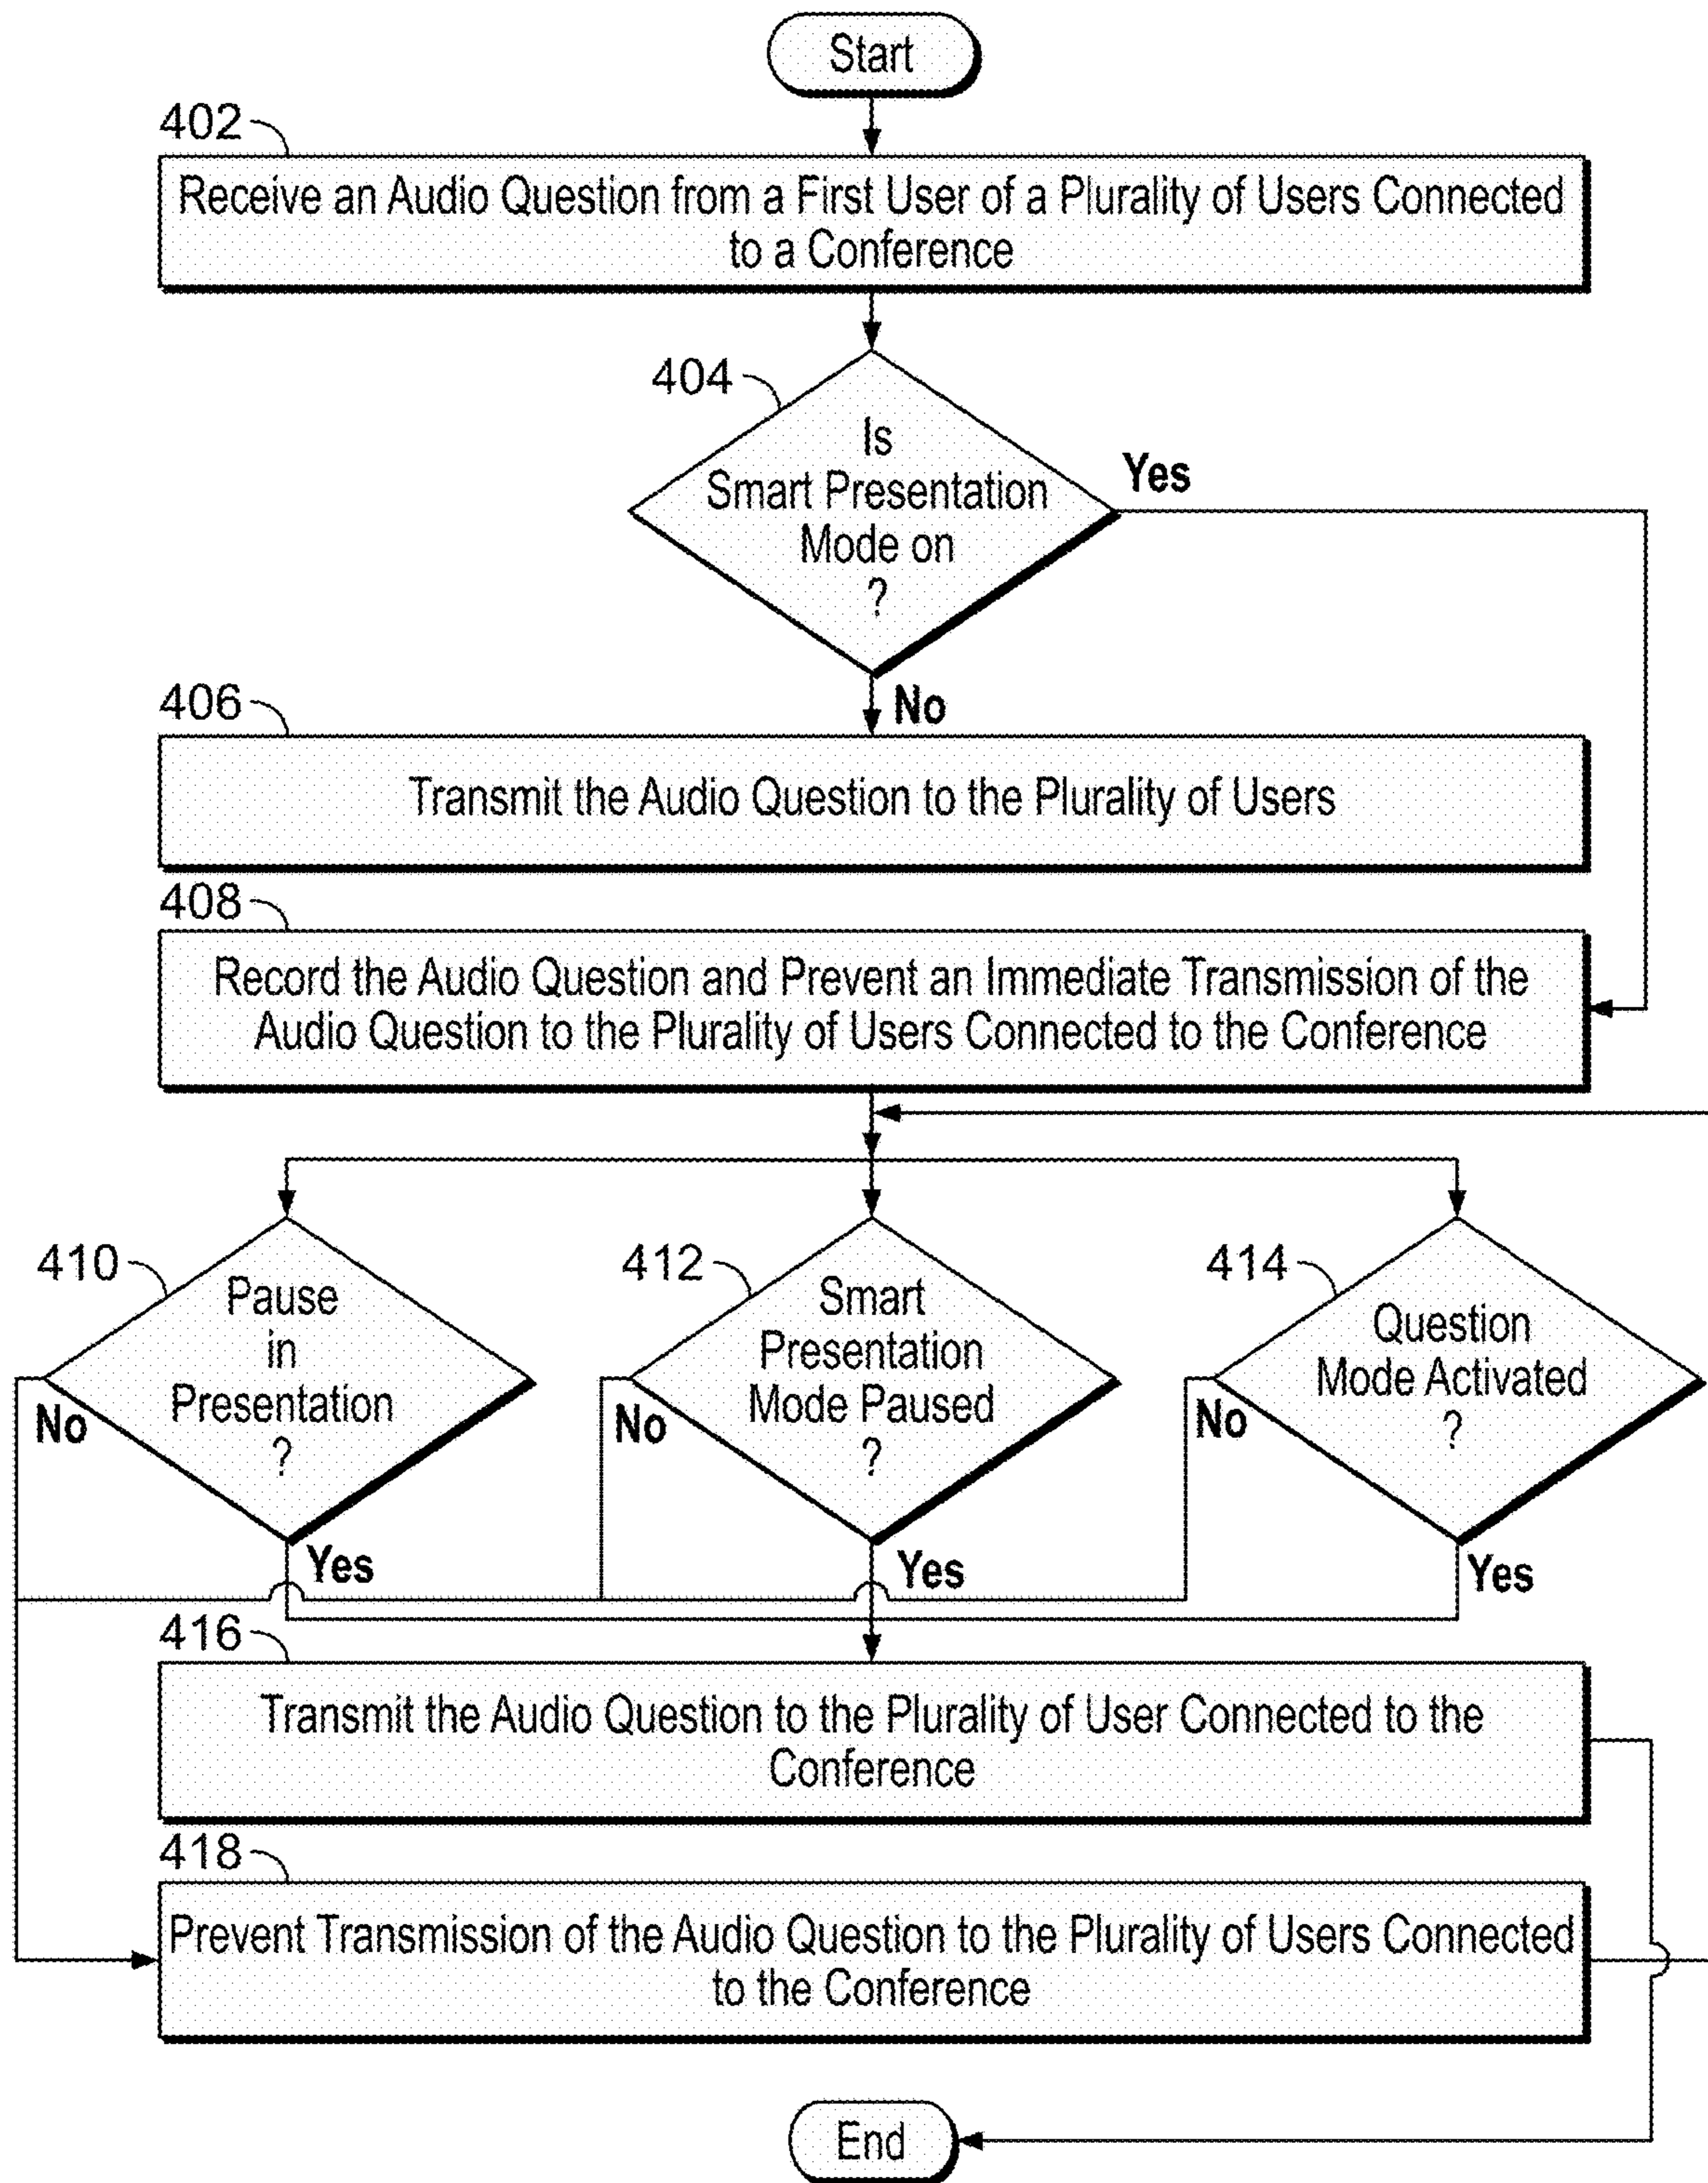 Start
402
Receive an Audio Question from a First User of a Plurality of Users Connected
to a Conference
404
Is
Smart Presentation
Mode on
?
Yes
No
406
Transmit the Audio Question to the Plurality of Users
408
Record the Audio Question and Prevent an Immediate Transmission of the
Audio Question to the Plurality of Users Connected to the Conference
410
Pause
in
Presentation
?
No
Yes
412
Smart
Presentation
Mode Paused
?
No
Yes
414
Question
Mode Activated
?
No
Yes
416
Transmit the Audio Question to the Plurality of User Connected to the
Conference
418
Prevent Transmission of the Audio Question to the Plurality of Users Connected
to the Conference
End